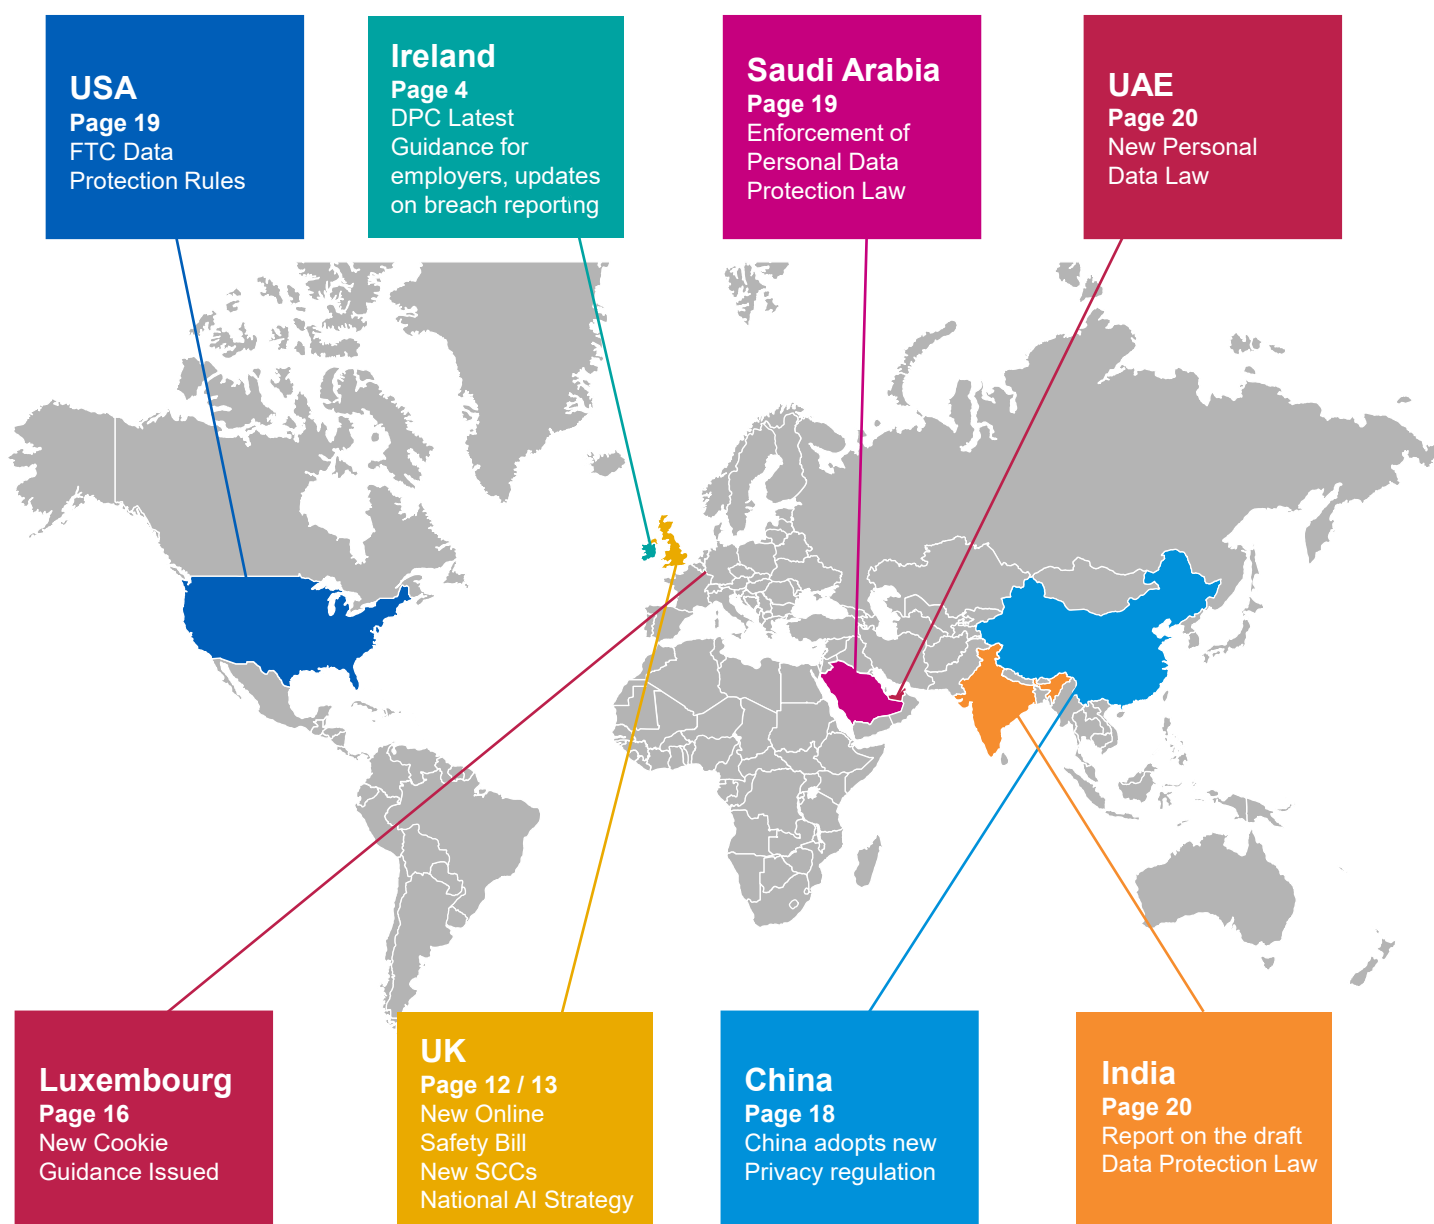 USA
Page 19
FTC Data
Protection Rules
Ireland
Page 4
DPC Latest
Guidance for
employers, updates
on breach reporting
Saudi Arabia
Page 19
Enforcement of
Personal Data
Protection Law
UAE
Page 20
New Personal
Data Law
Luxembourg
Page 16
New Cookie
Guidance Issued
UK
Page 12 / 13
New Online
Safety Bill
New SCCs
National AI Strategy
China
Page 18
China adopts new
Privacy regulation
India
Page 20
Report on the draft
Data Protection Law